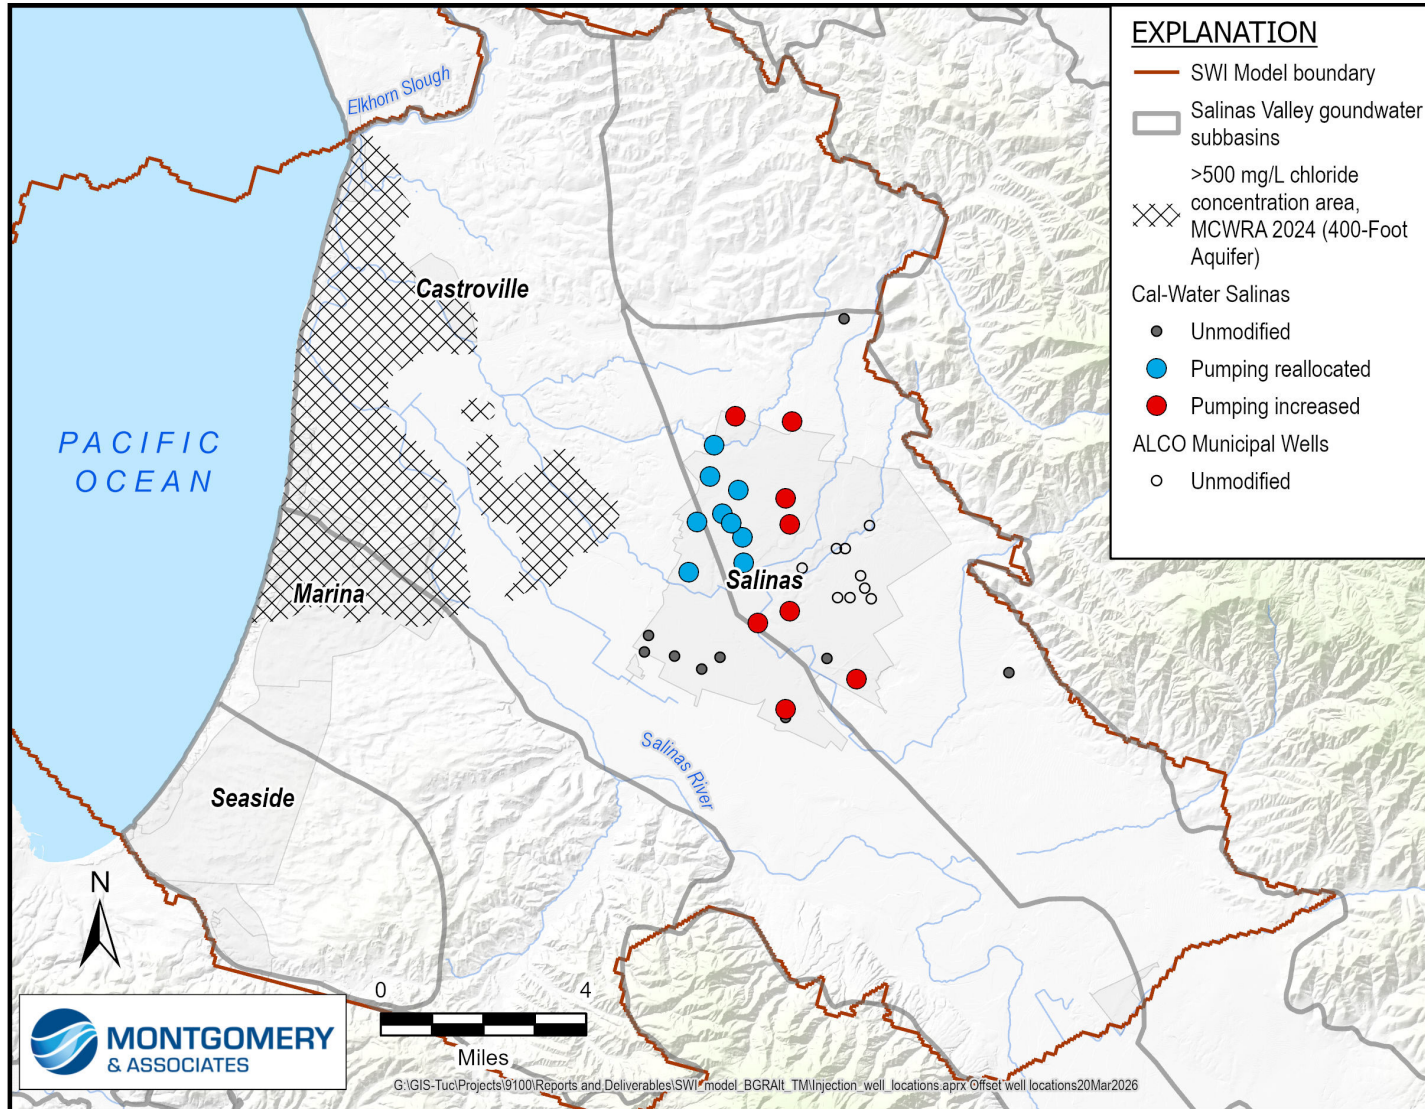 EXPLANATION
SWI Model boundary
Salinas Valley goundwater
subbasins
>500 mg/L chloride
concentration area,
MCWRA 2024 (400-Foot
Aquifer)
Cal-Water Salinas
Unmodified
Pumping reallocated
Pumping increased
ALCO Municipal Wells
Unmodified
Elkhorn Slough
Castroville
PACIFIC
OCEAN
Marina
Salinas
Salinas River
Seaside
N
0 4
Miles
MONTGOMERY
& ASSOCIATES
G:\GIS-Tuc\Projects\9100\Reports and Deliverables\SWI_model_BGRAlt_TM\Injection_well_locations.aprx Offset well locations20Mar2026